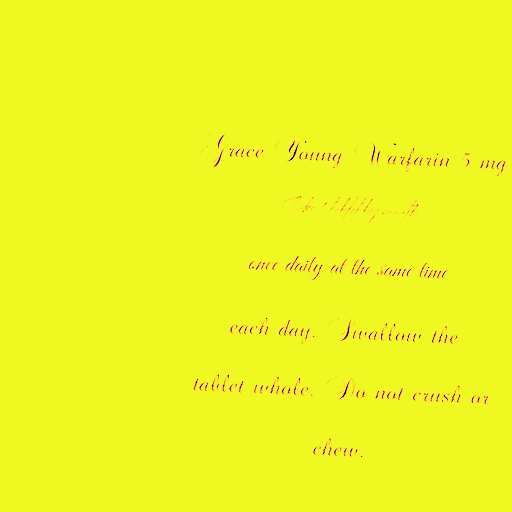 Grace Young Warfarin 5 mg
once daily at the same time
each day. Swallow the
tablet whole. Do not crush or
chew.